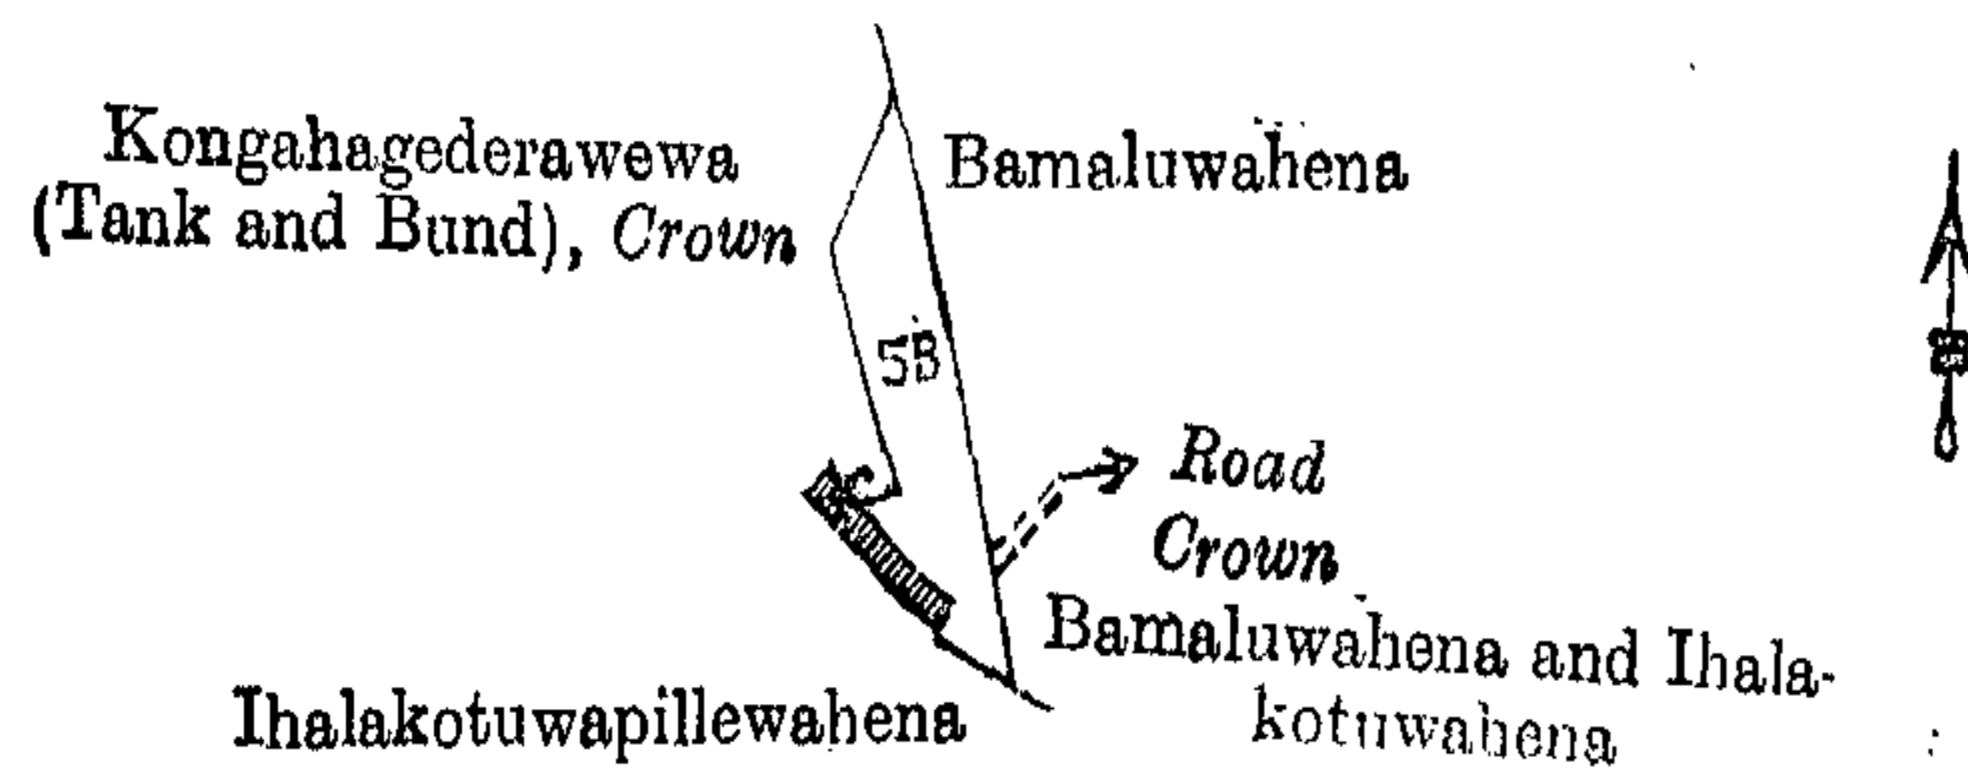 Kongahagederawewa
(Tank and Bund), Crown
Bamaluwahena
5B
Road
Crown
Bamaluwahena and Ihala-
kotuwahena
Ihalakotuwapillewahena